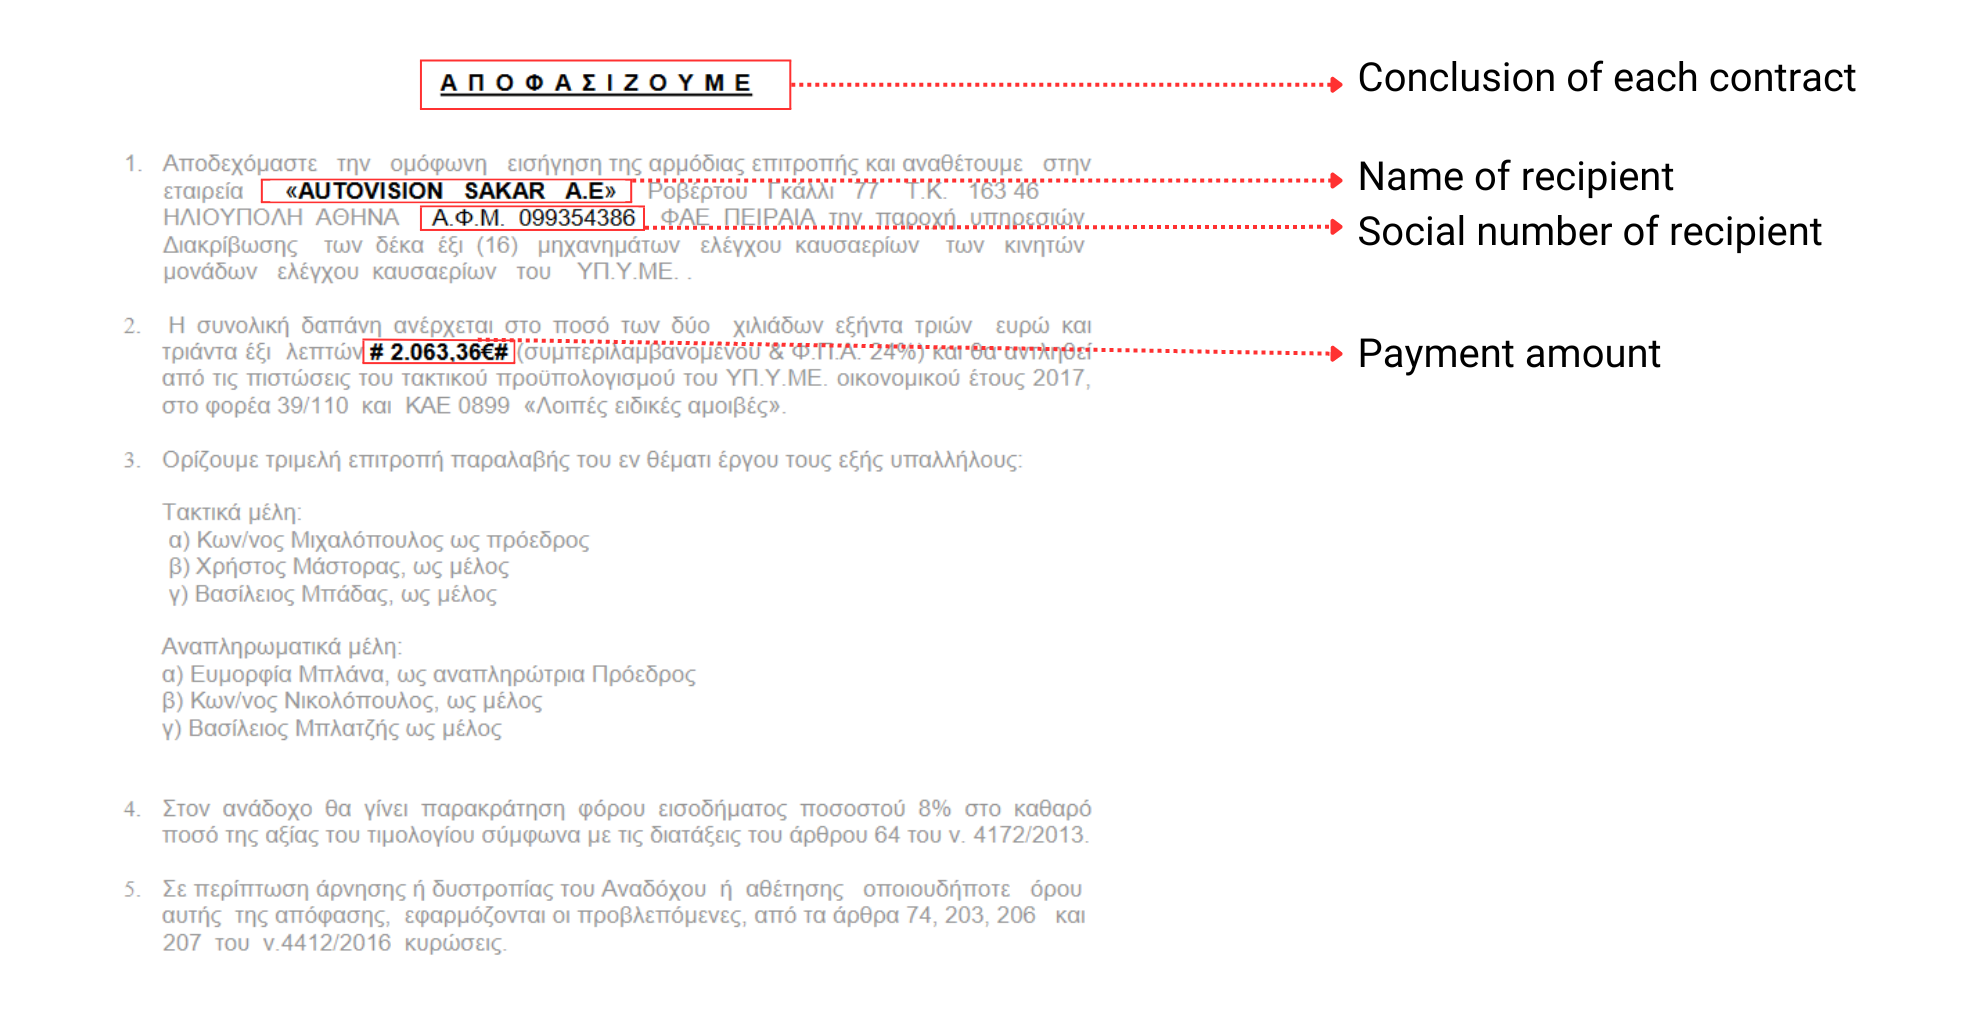 ΑΠΟΦΑΣΙΖΟΥΜΕ
Conclusion of each contract
1. Αποδεχόμαστε την ομόφωνη εισήγηση της αρμόδιας επιτροπής και αναθέτουμε στην
εταιρεία «AUTOVISION SAKAR A.E» Ροβέρτου Γκάλλι 77 Τ.Κ. 163 46
Name of recipient
ΗΛΙΟΥΠΟΛΗ ΑΘΗΝΑ Α.Φ.Μ. 099354386 ΦΑΕ ΠΕΙΡΑΙΑ την παροχή υπηρεσιών
Social number of recipient
Διακρίβωσης των δέκα έξι (16) μηχανημάτων ελέγχου καυσαερίων των κινητών
μονάδων ελέγχου καυσαερίων του ΥΠ.Υ.ΜΕ. .
2. Η συνολική δαπάνη ανέρχεται στο ποσό των δύο χιλιάδων εξήντα τριών ευρώ και
τριάντα έξι λεπτών # 2.063,36€# (συμπεριλαμβανομένου & Φ.Π.Α. 24%) και θα αντληθεί
Payment amount
από τις πιστώσεις του τακτικού προϋπολογισμού του ΥΠ.Υ.ΜΕ. οικονομικού έτους 2017,
στο φορέα 39/110 και ΚΑΕ 0899 «Λοιπές ειδικές αμοιβές».
3. Ορίζουμε τριμελή επιτροπή παραλαβής του εν θέματι έργου τους εξής υπαλλήλους:
Τακτικά μέλη:
α) Κων/νος Μιχαλόπουλος ως πρόεδρος
β) Χρήστος Μάστορας, ως μέλος
γ) Βασίλειος Μπάδας, ως μέλος
Αναπληρωματικά μέλη:
α) Ευμορφία Μπλάνα, ως αναπληρώτρια Πρόεδρος
β) Κων/νος Νικολόπουλος, ως μέλος
γ) Βασίλειος Μπλατζής ως μέλος
4. Στον ανάδοχο θα γίνει παρακράτηση φόρου εισοδήματος ποσοστού 8% στο καθαρό
ποσό της αξίας του τιμολογίου σύμφωνα με τις διατάξεις του άρθρου 64 του ν. 4172/2013.
5. Σε περίπτωση άρνησης ή δυστροπίας του Αναδόχου ή αθέτησης οποιουδήποτε όρου
αυτής της απόφασης, εφαρμόζονται οι προβλεπόμενες, από τα άρθρα 74, 203, 206 και
207 του ν.4412/2016 κυρώσεις.